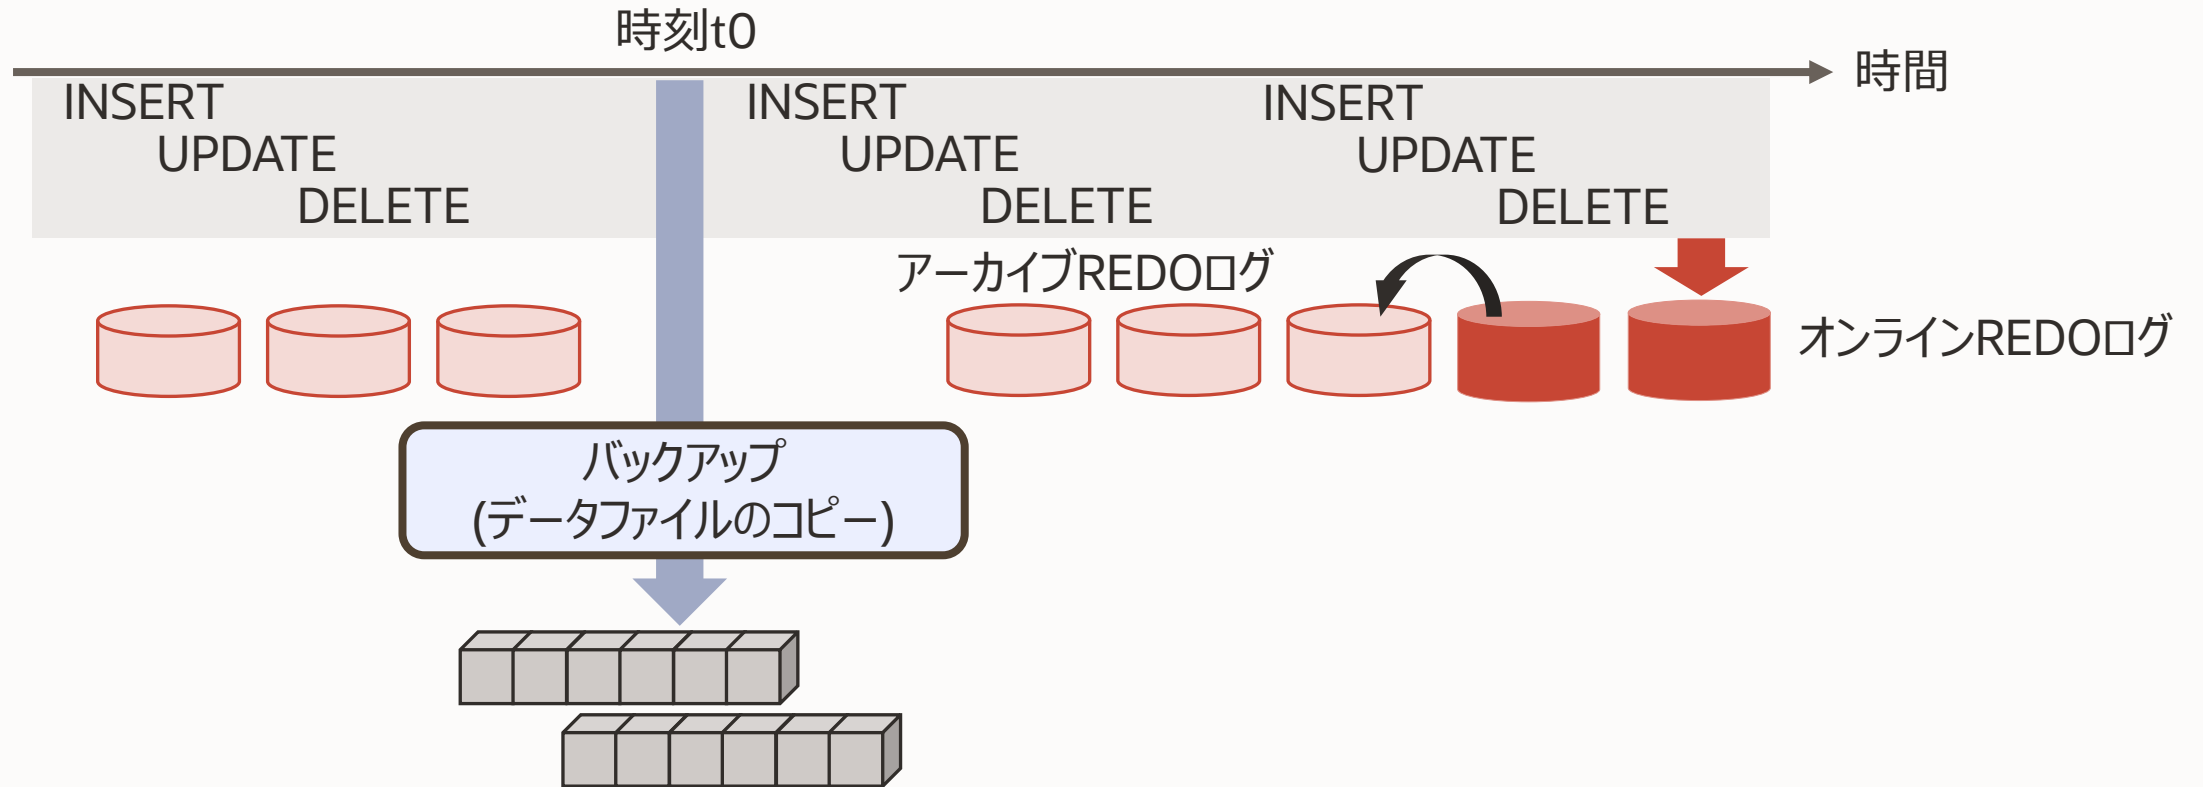 時刻t0
時間
INSERT
UPDATE
DELETE
INSERT
UPDATE
DELETE
INSERT
UPDATE
DELETE
アーカイブREDOログ
オンラインREDOログ
バックアップ
(データファイルのコピー)